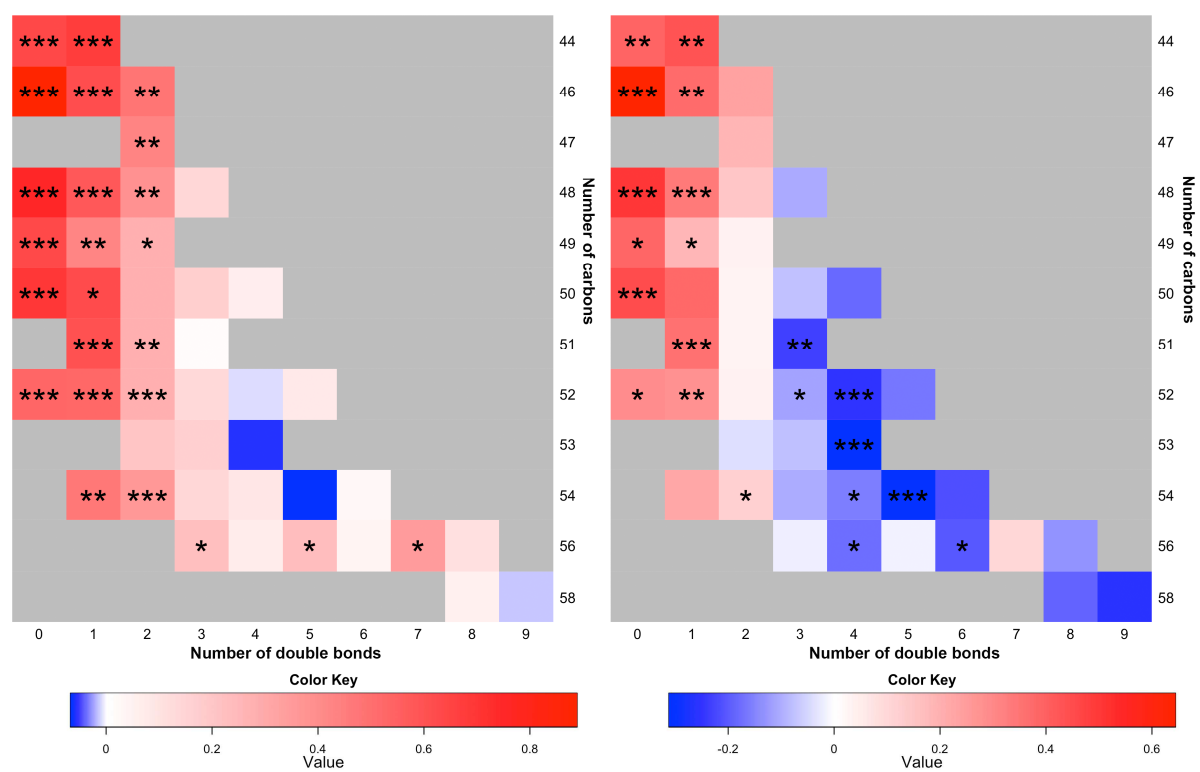 *** *** 44
*** *** ** 46
** 47
*** *** ** 48
*** ** * 49
*** * 50
*** ** 51
*** *** *** 52
53
** *** 54
* * * 56
58
Number of carbons
0 1 2 3 4 5 6 7 8 9
Number of double bonds
Color Key
0 0.2 0.4 0.6 0.8
Value
** ** 44
*** ** 46
47
*** *** 48
* * 49
*** 50
*** ** 51
* ** * *** 52
*** 53
* * *** 54
* * 56
58
Number of carbons
0 1 2 3 4 5 6 7 8 9
Number of double bonds
Color Key
-0.2 0 0.2 0.4 0.6
Value